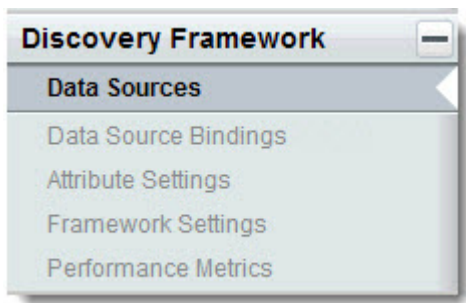 Discovery Framework
Data Sources
Data Source Bindings
Attribute Settings
Framework Settings
Performance Metrics